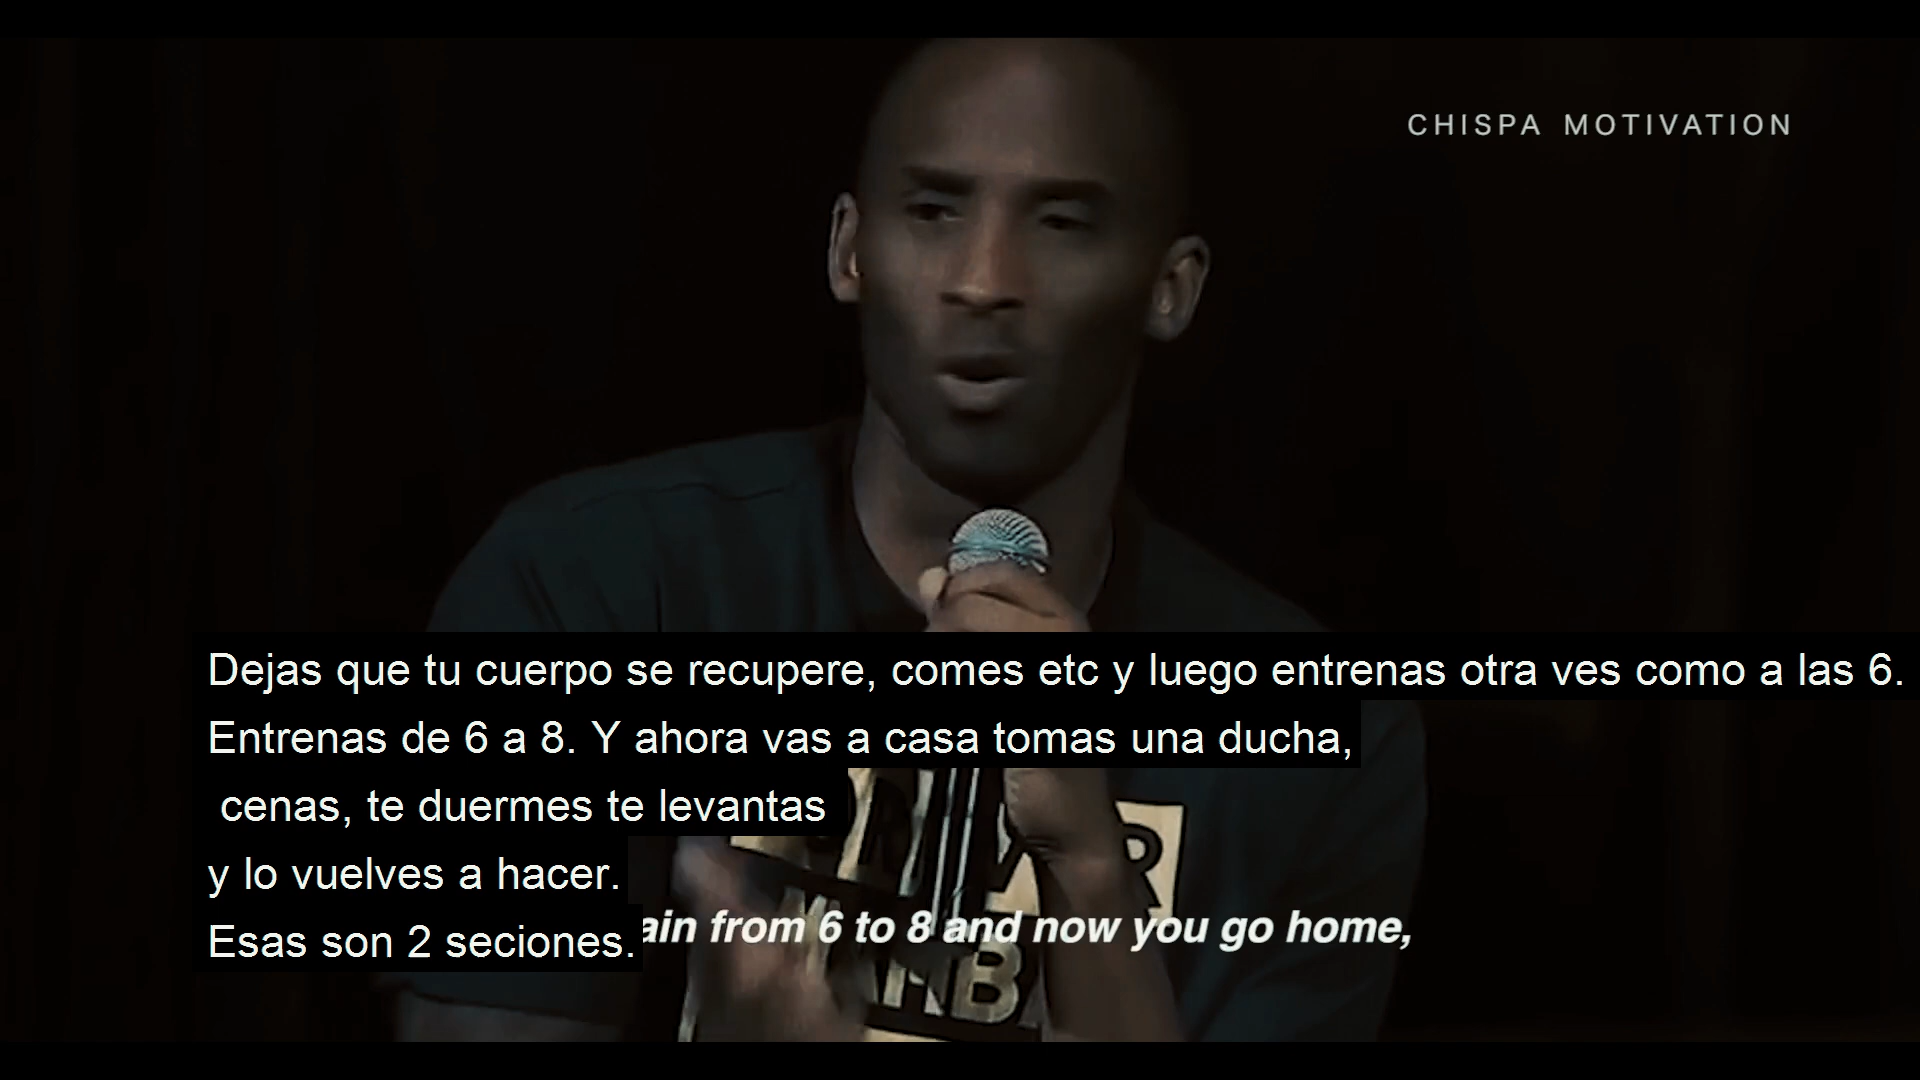 CHISPA MOTIVATION
Dejas que tu cuerpo se recupere, comes etc y luego entrenas otra ves como a las 6.
Entrenas de 6 a 8. Y ahora vas a casa tomas una ducha,
cenas, te duermes te levantas
y lo vuelves a hacer.
Esas son 2 seciones.
from 6 to 8 and now you go home,